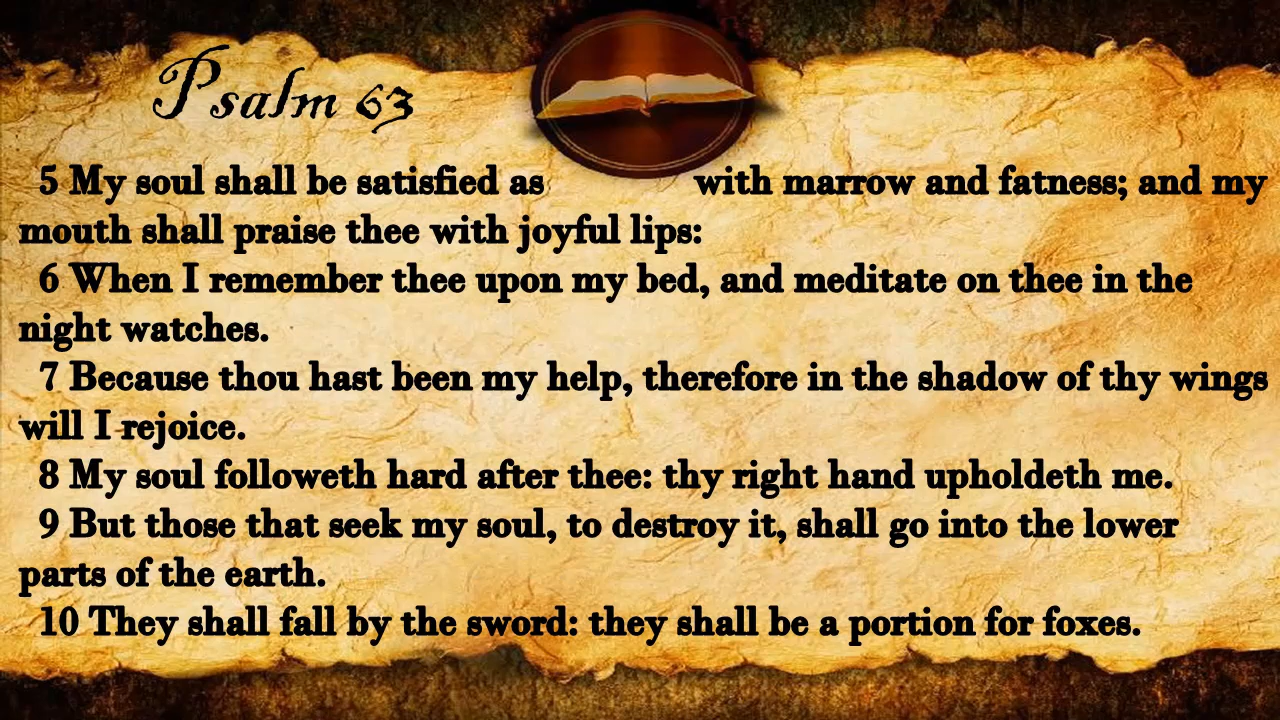 Psalm 63
5 My soul shall be satisfied as with marrow and fatness; and my
mouth shall praise thee with joyful lips:
6 When I remember thee upon my bed, and meditate on thee in the
night watches.
7 Because thou hast been my help, therefore in the shadow of thy wings
will I rejoice.
8 My soul followeth hard after thee: thy right hand upholdeth me.
9 But those that seek my soul, to destroy it, shall go into the lower
parts of the earth.
10 They shall fall by the sword: they shall be a portion for foxes.